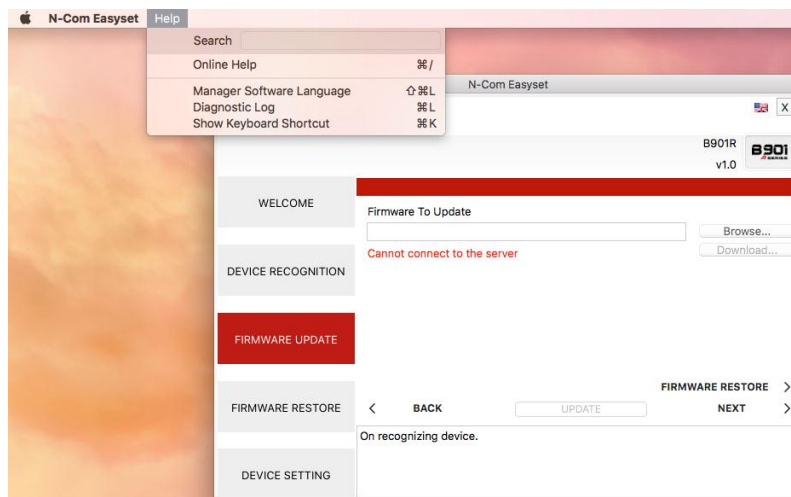 N-Com Easyset Help
Search
Online Help ⌘/
Manager Software Language ⇧⌘L
Diagnostic Log ⌘L
Show Keyboard Shortcut ⌘K
N-Com Easyset
X
B901R
v1.0
B901
R SERIES
WELCOME
DEVICE RECOGNITION
FIRMWARE UPDATE
FIRMWARE RESTORE
DEVICE SETTING
Firmware To Update
Browse...
Cannot connect to the server
Download...
FIRMWARE RESTORE >
< BACK
UPDATE
NEXT >
On recognizing device.